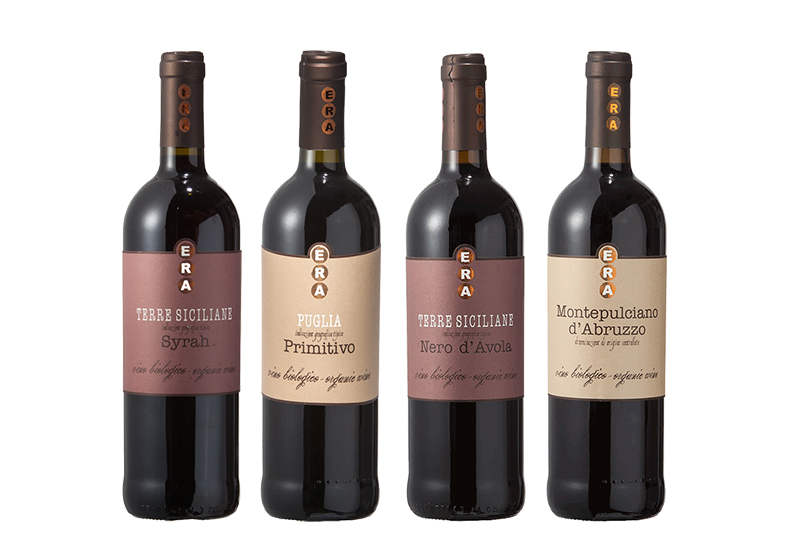 ERA
ERA
TERRE SICILIANE
indicazione geografica tipica
Syrah
vino biologico - organic wine
ERA
ERA
PUGLIA
indicazione geografica tipica
Primitivo
vino biologico - organic wine
ERA
ERA
TERRE SICILIANE
indicazione geografica tipica
Nero d'Avola
vino biologico - organic wine
ERA
ERA
Montepulciano
d'Abruzzo
denominazione di origine controllata
vino biologico - organic wine